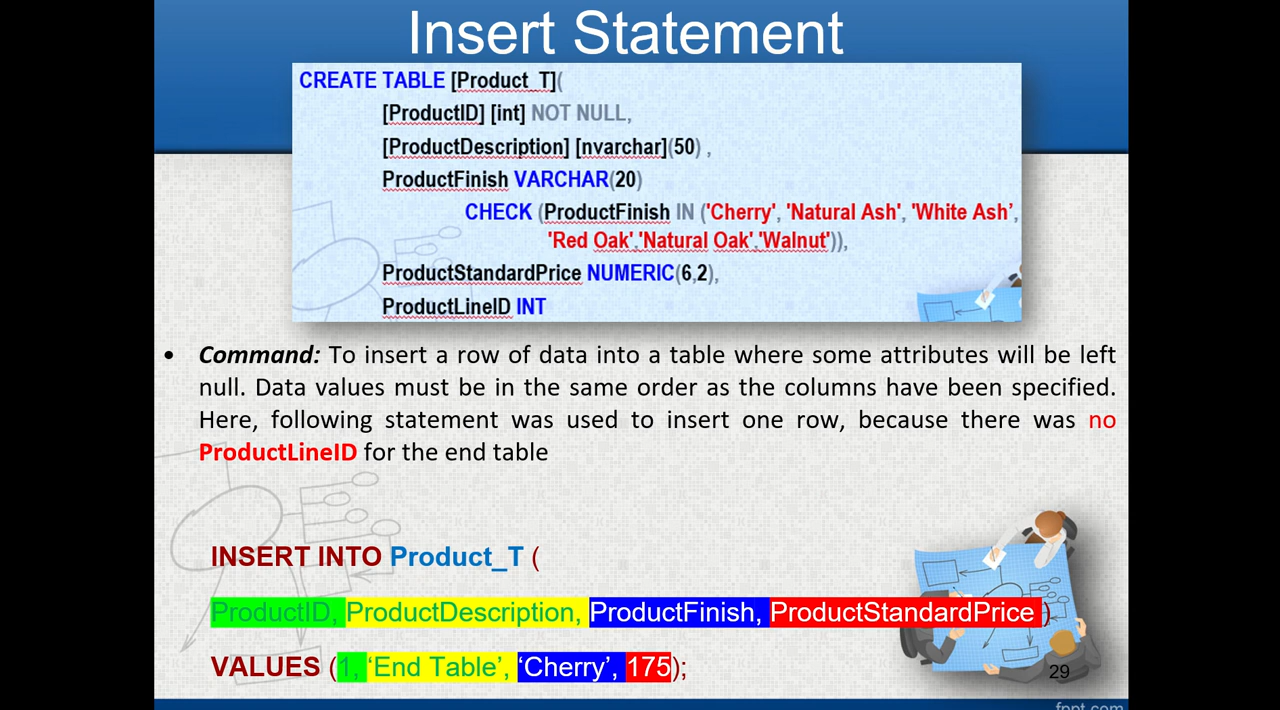 Insert Statement
CREATE TABLE [Product_T](
[ProductID] [int] NOT NULL,
[ProductDescription] [nvarchar](50) ,
ProductFinish VARCHAR(20)
CHECK (ProductFinish IN ('Cherry', 'Natural Ash', 'White Ash’,
'Red Oak','Natural Oak','Walnut')),
ProductStandardPrice NUMERIC(6,2),
ProductLineID INT
• Command: To insert a row of data into a table where some attributes will be left
null. Data values must be in the same order as the columns have been specified.
Here, following statement was used to insert one row, because there was no
ProductLineID for the end table
INSERT INTO Product_T (
ProductID, ProductDescription, ProductFinish, ProductStandardPrice )
VALUES (1, ‘End Table’, ‘Cherry’, 175);
29
fppt.com